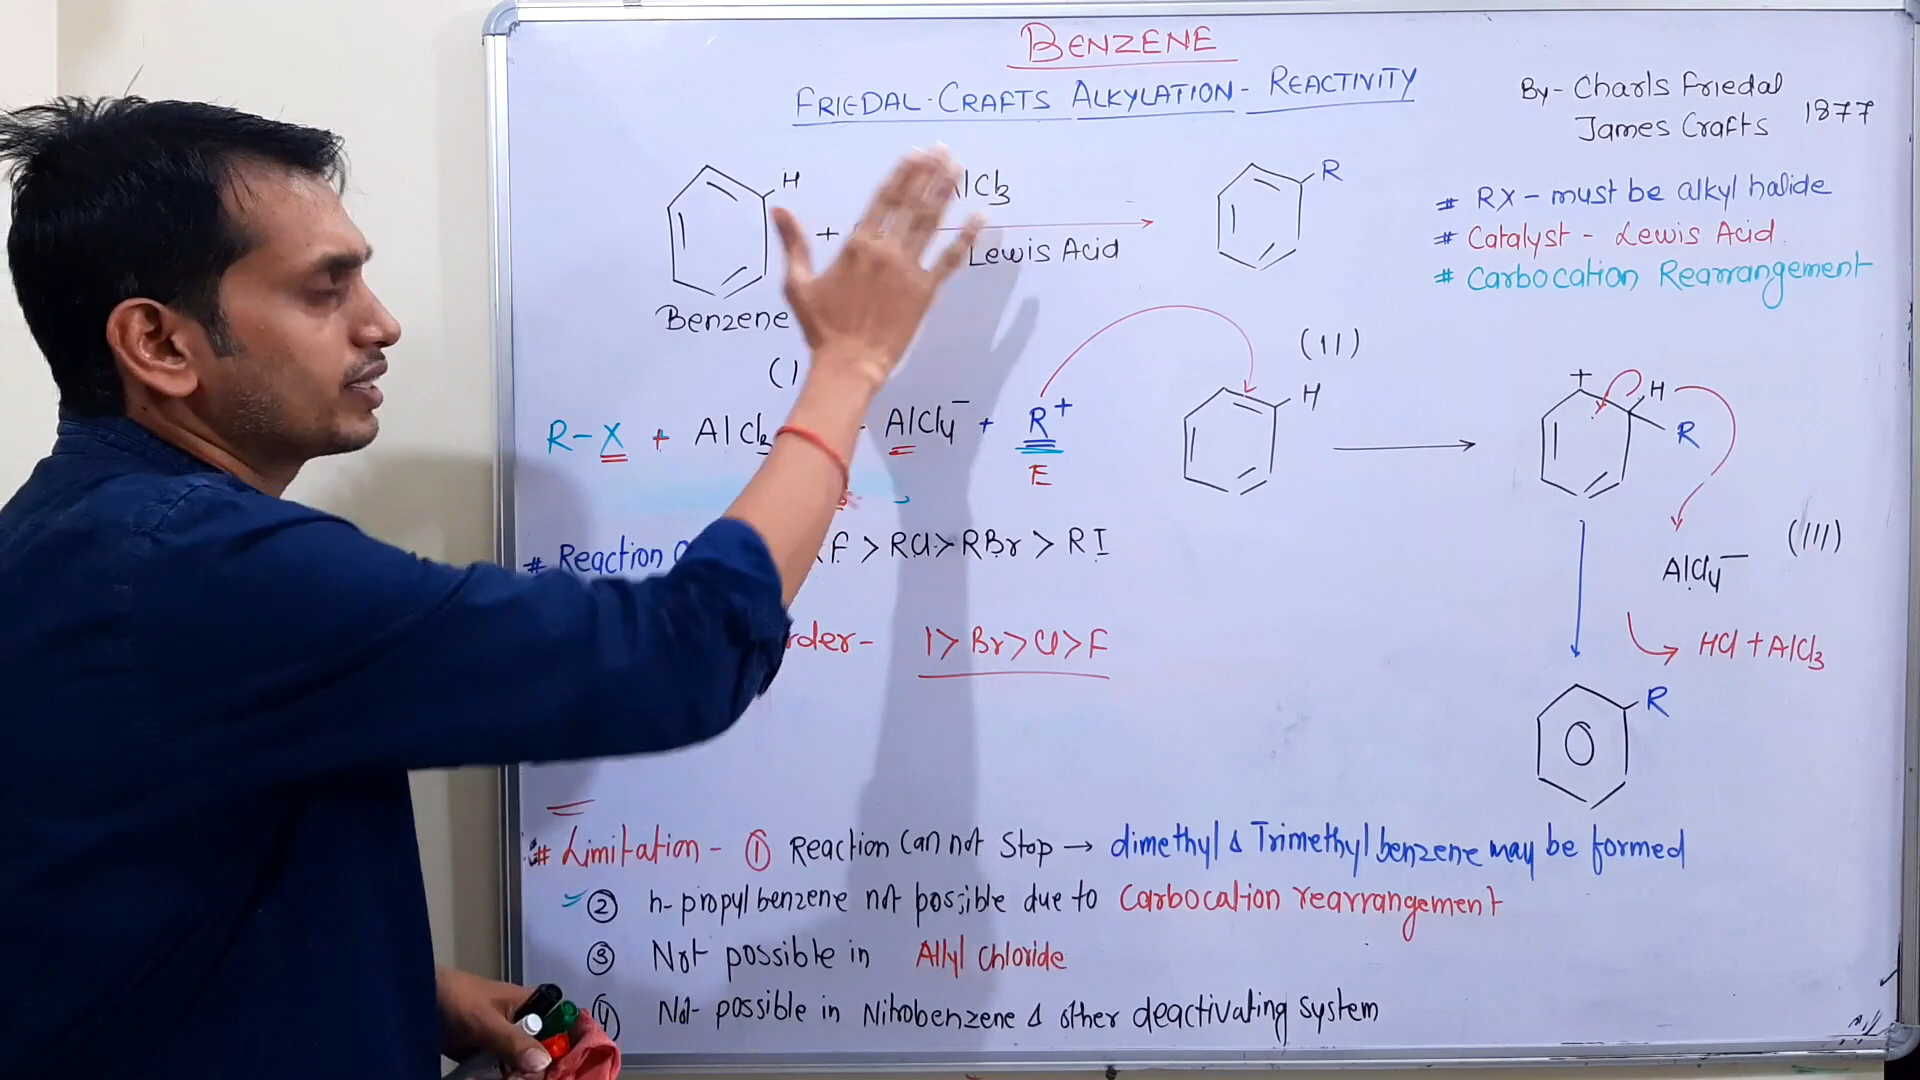 BENZENE
FRIEDAL-CRAFTS ALKYLATION - REACTIVITY
By- Charls Friedal
James Crafts 1877
H
+ AlCl3
Lewis Acid
R
Benzene
# RX - must be alkyl halide
# Catalyst - Lewis Acid
# Carbocation Rearrangement
(I
(II)
R-X + AlCl3 AlCl4⁻ + R⁺
E
H
+
H
R
AlCl4⁻
(III)
HCl + AlCl3
R
# Reaction F > RCl > RBr > RI
rder - I > Br > Cl > F
# Limitation - ① Reaction Can not Stop → dimethyl & Trimethyl benzene may be formed
② n-propyl benzene not possible due to Carbocation rearrangement
③ Not possible in Allyl Chloride
④ Not possible in Nitrobenzene & other deactivating system